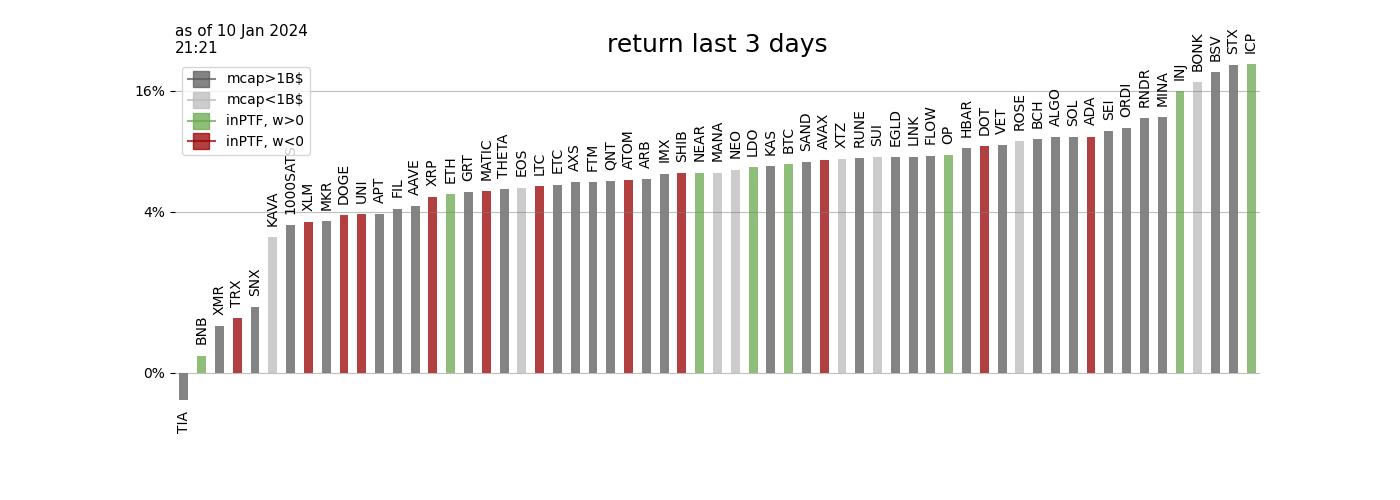 as of 10 Jan 2024
21:21
return last 3 days
mcap>1B$
mcap<1B$
inPTF, w>0
inPTF, w<0
16%
4%
0%
TIA
BNB
XMR
TRX
SNX
KAVA
1000SATS
XLM
MKR
DOGE
UNI
APT
FIL
AAVE
XRP
ETH
GRT
MATIC
THETA
EOS
LTC
ETC
AXS
FTM
QNT
ATOM
ARB
IMX
SHIB
NEAR
MANA
NEO
LDO
KAS
BTC
SAND
AVAX
XTZ
RUNE
SUI
EGLD
LINK
FLOW
OP
HBAR
DOT
VET
ROSE
BCH
ALGO
SOL
ADA
SEI
ORDI
RNDR
MINA
INJ
BONK
BSV
STX
ICP